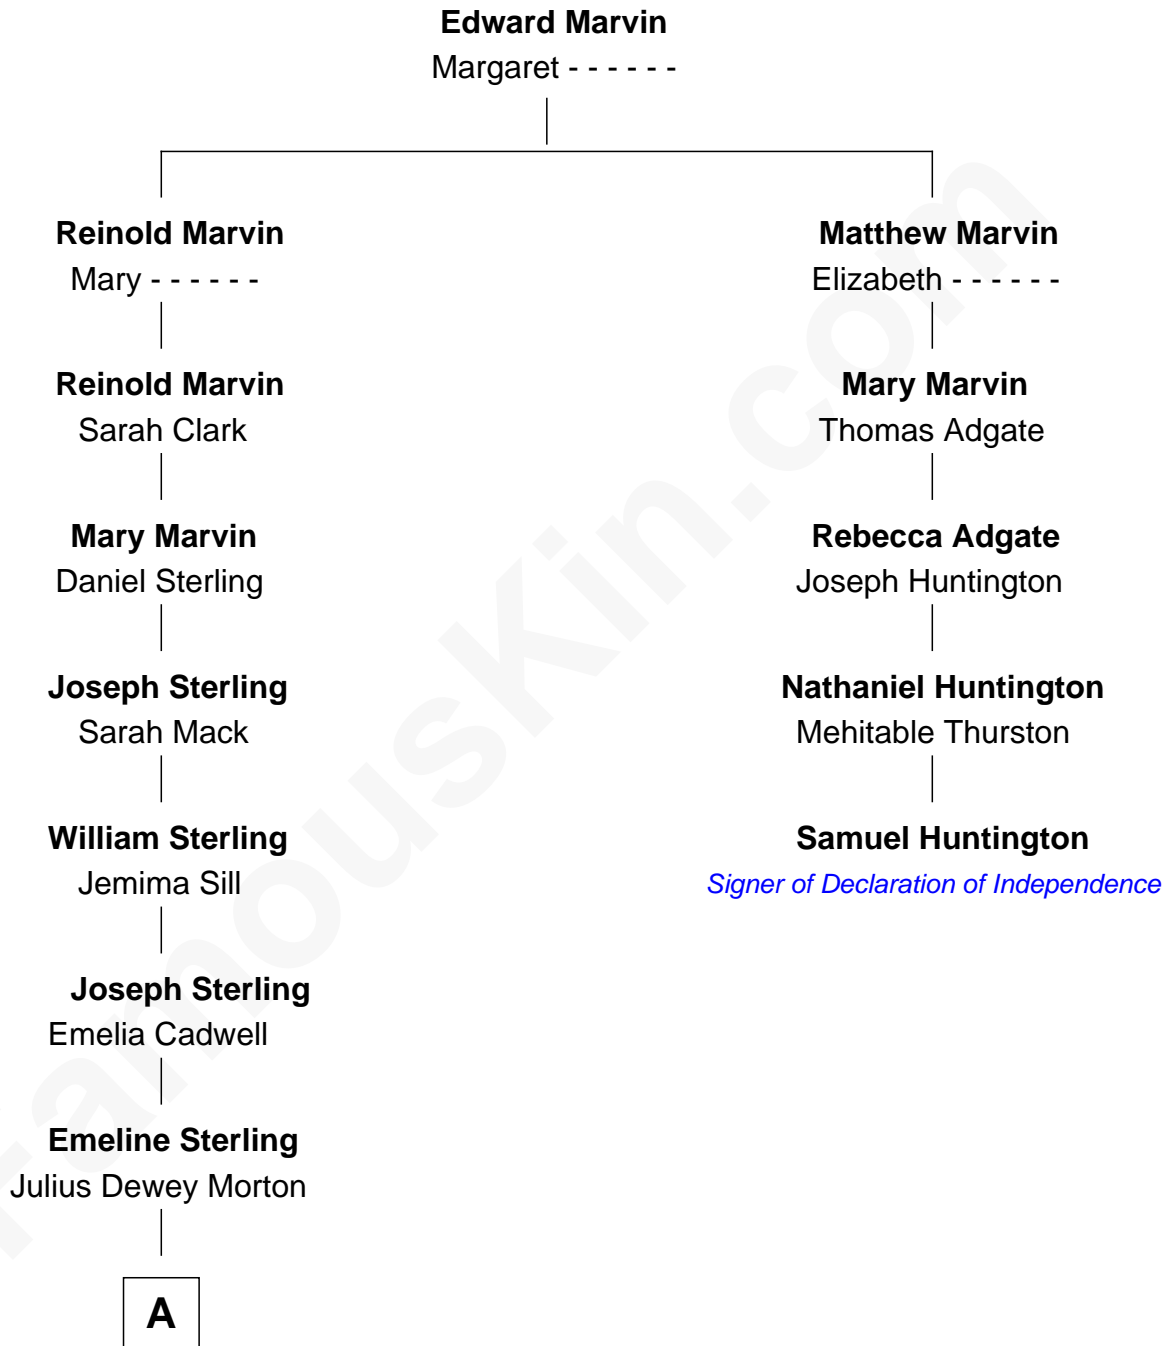 Edward Marvin
Margaret - - - - - -
Reinold Marvin
Mary - - - - - -
Matthew Marvin
Elizabeth - - - - - -
Reinold Marvin
Sarah Clark
Mary Marvin
Thomas Adgate
Mary Marvin
Daniel Sterling
Rebecca Adgate
Joseph Huntington
Joseph Sterling
Sarah Mack
Nathaniel Huntington
Mehitable Thurston
William Sterling
Jemima Sill
Samuel Huntington
Signer of Declaration of Independence
Joseph Sterling
Emelia Cadwell
Emeline Sterling
Julius Dewey Morton
A
FamousKin.com